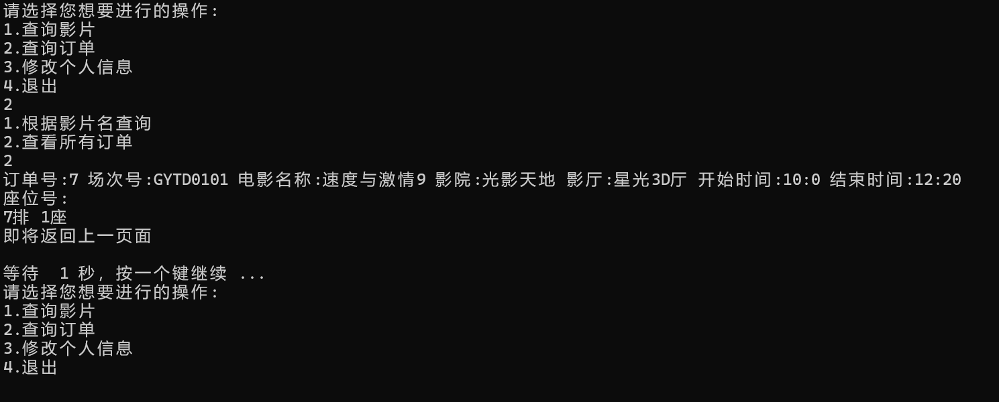 请选择您想要进行的操作:
1.查询影片
2.查询订单
3.修改个人信息
4.退出
2
1.根据影片名查询
2.查看所有订单
2
订单号:7 场次号:GYTD0101 电影名称:速度与激情9 影院:光影天地 影厅:星光3D厅 开始时间:10:0 结束时间:12:20
座位号:
7排 1座
即将返回上一页面

等待  1 秒, 按一个键继续 ...
请选择您想要进行的操作:
1.查询影片
2.查询订单
3.修改个人信息
4.退出